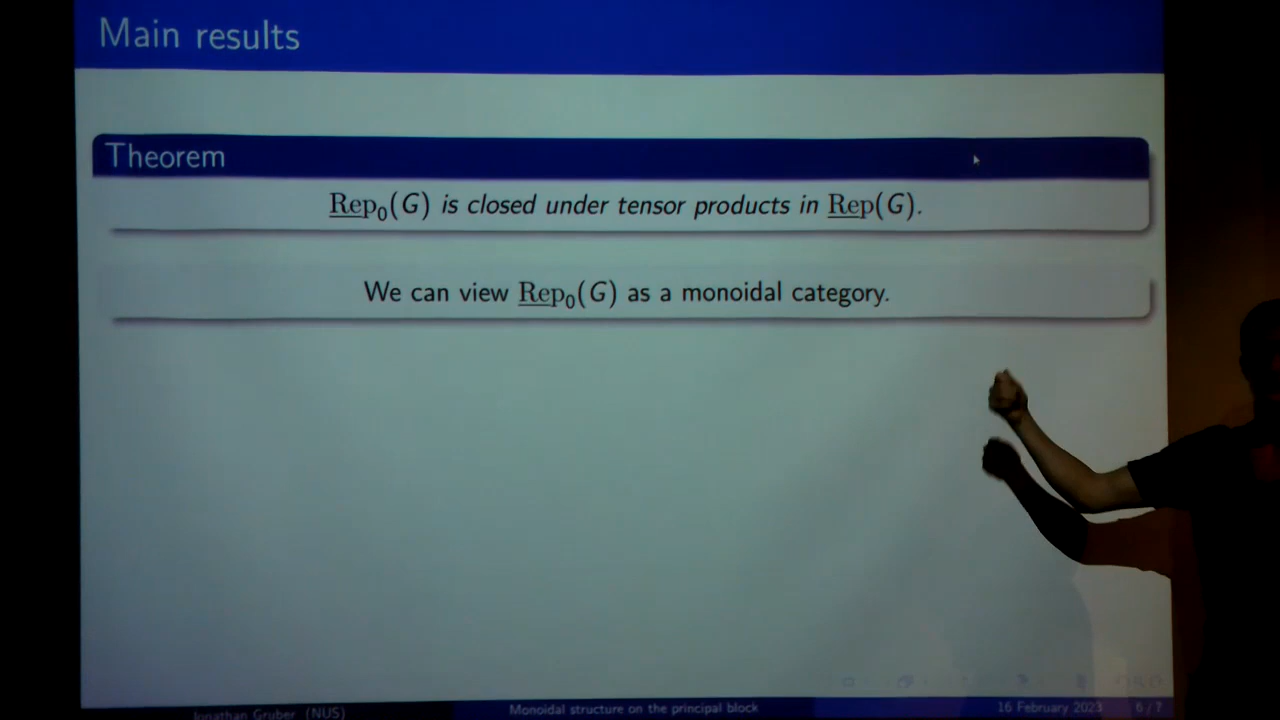 Main results
Theorem
Rep₀(G) is closed under tensor products in Rep(G).
We can view Rep₀(G) as a monoidal category.
Jonathan Gruber (NUS) Monoidal structure on the principal block 16 February 2023 6 / 7